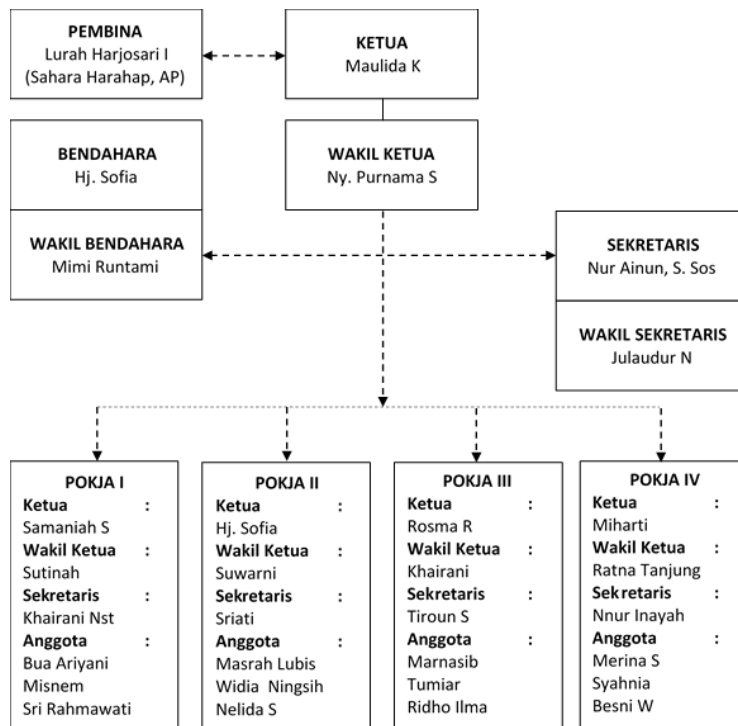 PEMBINA
Lurah Harjosari I
(Sahara Harahap, AP)
KETUA
Maulida K
BENDAHARA
Hj. Sofia
WAKIL KETUA
Ny. Purnama S
WAKIL BENDAHARA
Mimi Runtami
SEKRETARIS
Nur Ainun, S. Sos
WAKIL SEKRETARIS
Julaudur N
POKJA I
Ketua :
Samaniah S
Wakil Ketua :
Sutinah
Sekretaris :
Khairani Nst
Anggota :
Bua Ariyani
Misnem
Sri Rahmawati
POKJA II
Ketua :
Hj. Sofia
Wakil Ketua :
Suwarni
Sekretaris :
Sriati
Anggota :
Masrah Lubis
Widia Ningsih
Nelida S
POKJA III
Ketua :
Rosma R
Wakil Ketua :
Khairani
Sekretaris :
Tiroun S
Anggota :
Marnasib
Tumiar
Ridho Ilma
POKJA IV
Ketua :
Miharti
Wakil Ketua :
Ratna Tanjung
Sekretaris :
Nnur Inayah
Anggota :
Merina S
Syahnia
Besni W